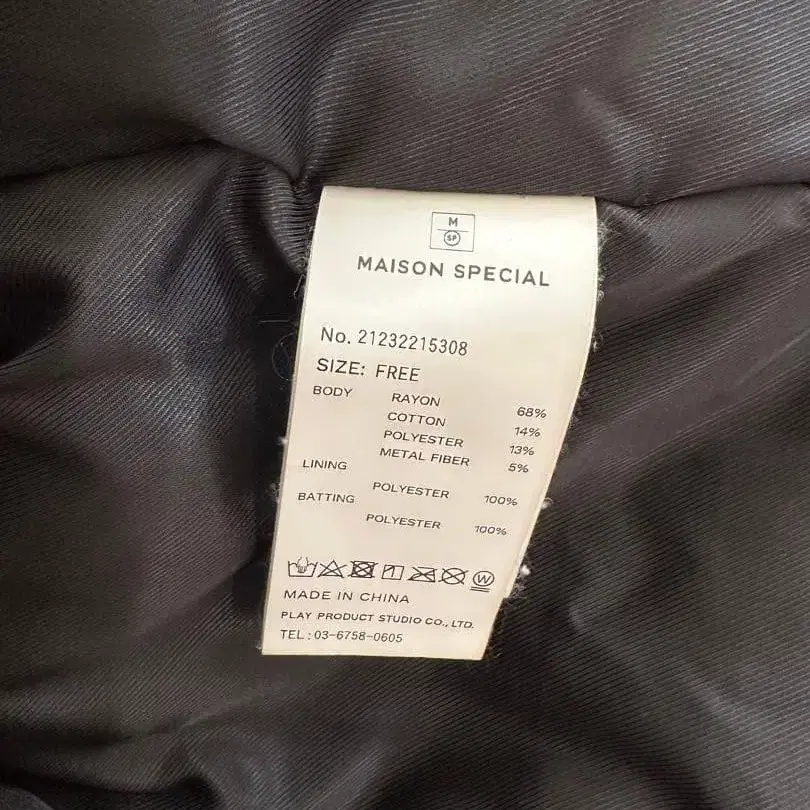 M
SP
MAISON SPECIAL
No. 21232215308
SIZE: FREE
BODY RAYON 68%
COTTON 14%
POLYESTER 13%
METAL FIBER 5%
LINING
POLYESTER 100%
BATTING
POLYESTER 100%
W
MADE IN CHINA
PLAY PRODUCT STUDIO CO., LTD.
TEL : 03-6758-0605